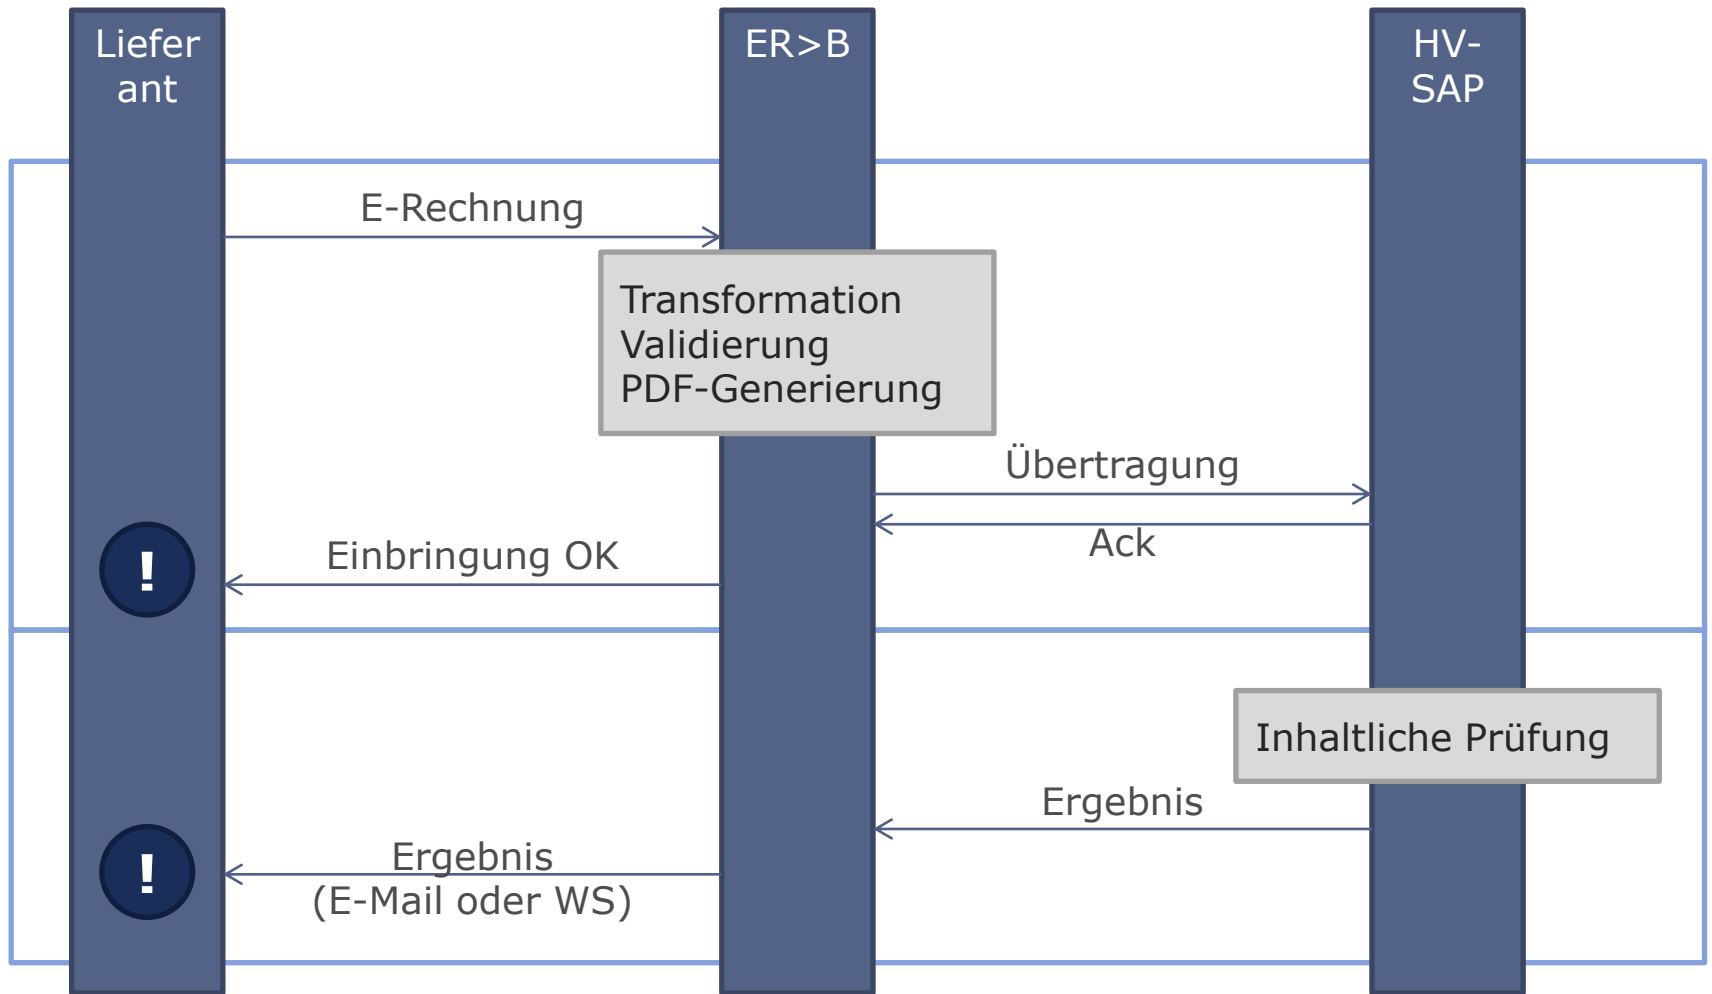 Liefer
ant
ER>B
HV-
SAP
E-Rechnung
Transformation
Validierung
PDF-Generierung
Übertragung
Ack
Einbringung OK
!
Inhaltliche Prüfung
Ergebnis
Ergebnis
(E-Mail oder WS)
!